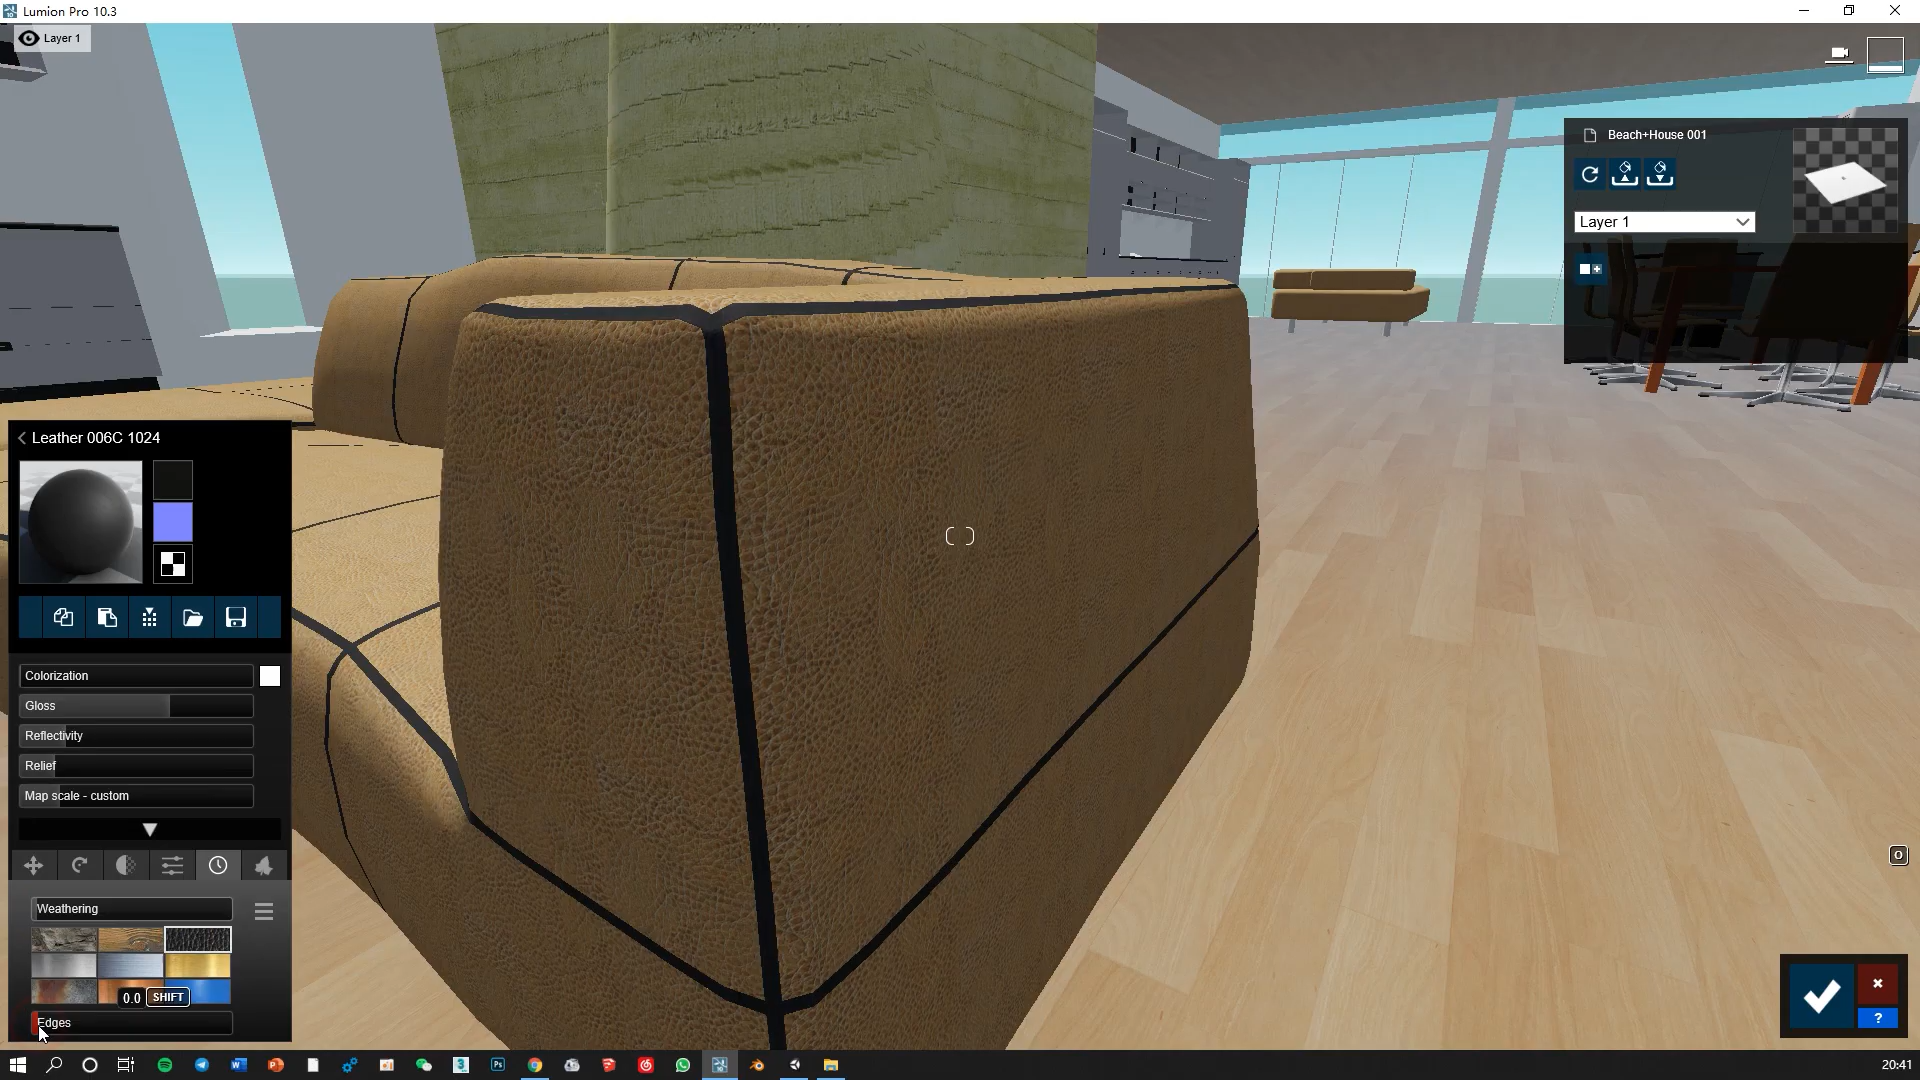 Lumion Pro 10.3
Layer 1
Beach+House 001
Layer 1
Leather 006C 1024
Colorization
Gloss
Reflectivity
Relief
Map scale - custom
Weathering
0.0 SHIFT
Edges
O
?
20:41